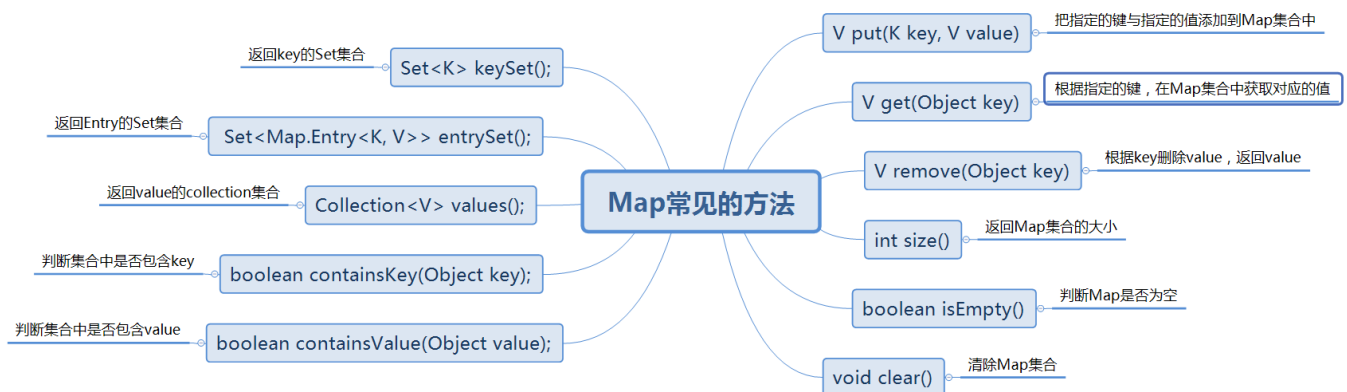 Map常见的方法
V put(K key, V value)
把指定的键与指定的值添加到Map集合中
V get(Object key)
根据指定的键，在Map集合中获取对应的值
V remove(Object key)
根据key删除value，返回value
int size()
返回Map集合的大小
boolean isEmpty()
判断Map是否为空
void clear()
清除Map集合
返回key的Set集合
Set<K> keySet();
返回Entry的Set集合
Set<Map.Entry<K, V>> entrySet();
返回value的collection集合
Collection<V> values();
判断集合中是否包含key
boolean containsKey(Object key);
判断集合中是否包含value
boolean containsValue(Object value);